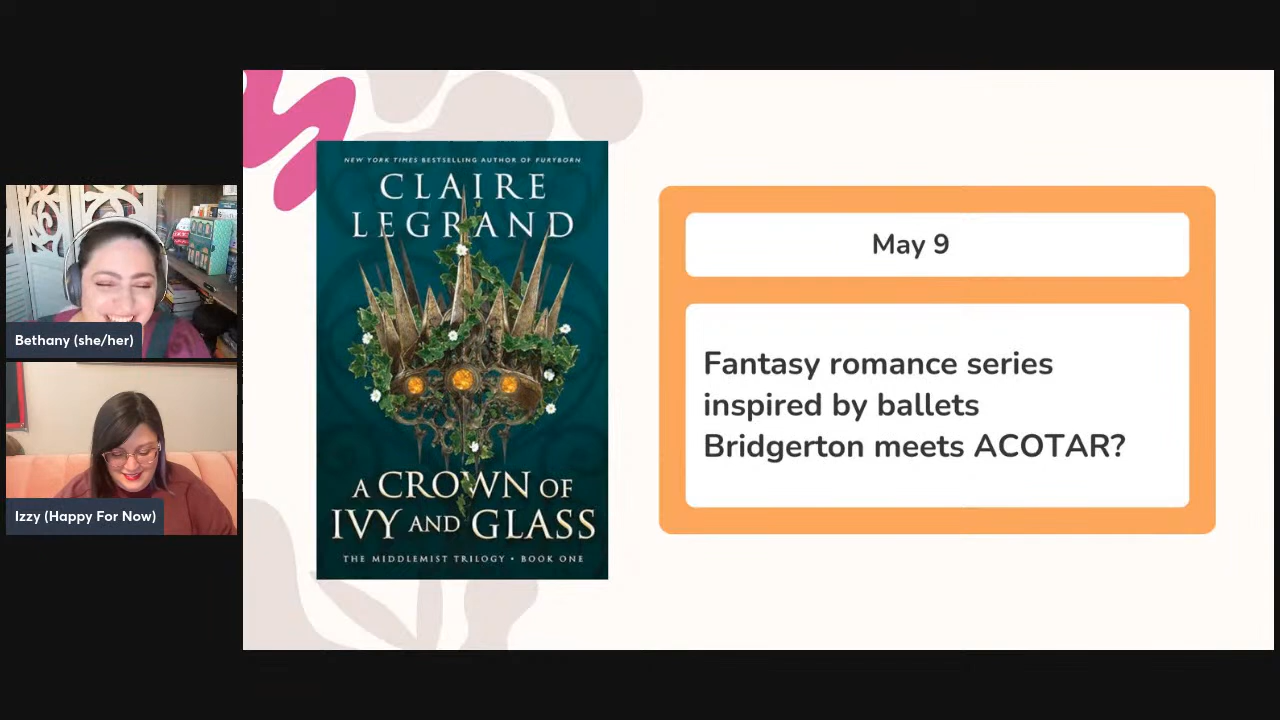 Bethany (she/her)
Izzy (Happy For Now)
NEW YORK TIMES BESTSELLING AUTHOR OF FURYBORN
CLAIRE
LEGRAND
A CROWN OF
IVY AND GLASS
THE MIDDLEMIST TRILOGY • BOOK ONE
May 9
Fantasy romance series
inspired by ballets
Bridgerton meets ACOTAR?